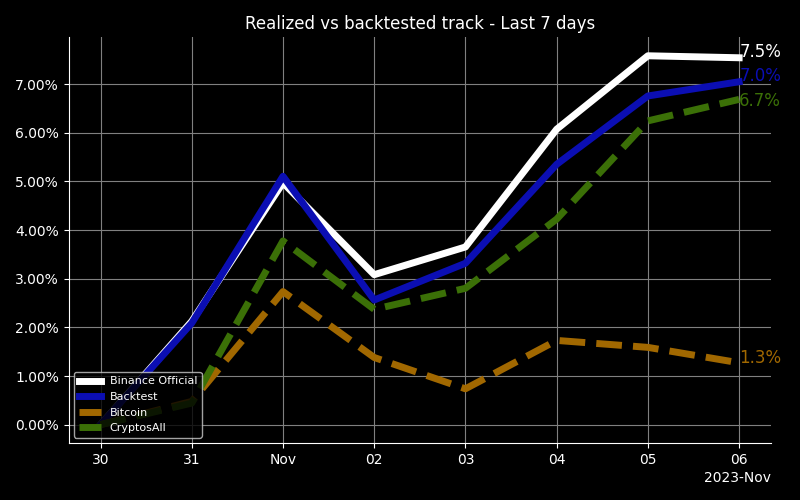 Realized vs backtested track - Last 7 days
7.5%
7.0%
6.7%
1.3%
7.00%
6.00%
5.00%
4.00%
3.00%
2.00%
1.00%
0.00%
Binance Official
Backtest
Bitcoin
CryptosAll
30 31 Nov 02 03 04 05 06
2023-Nov